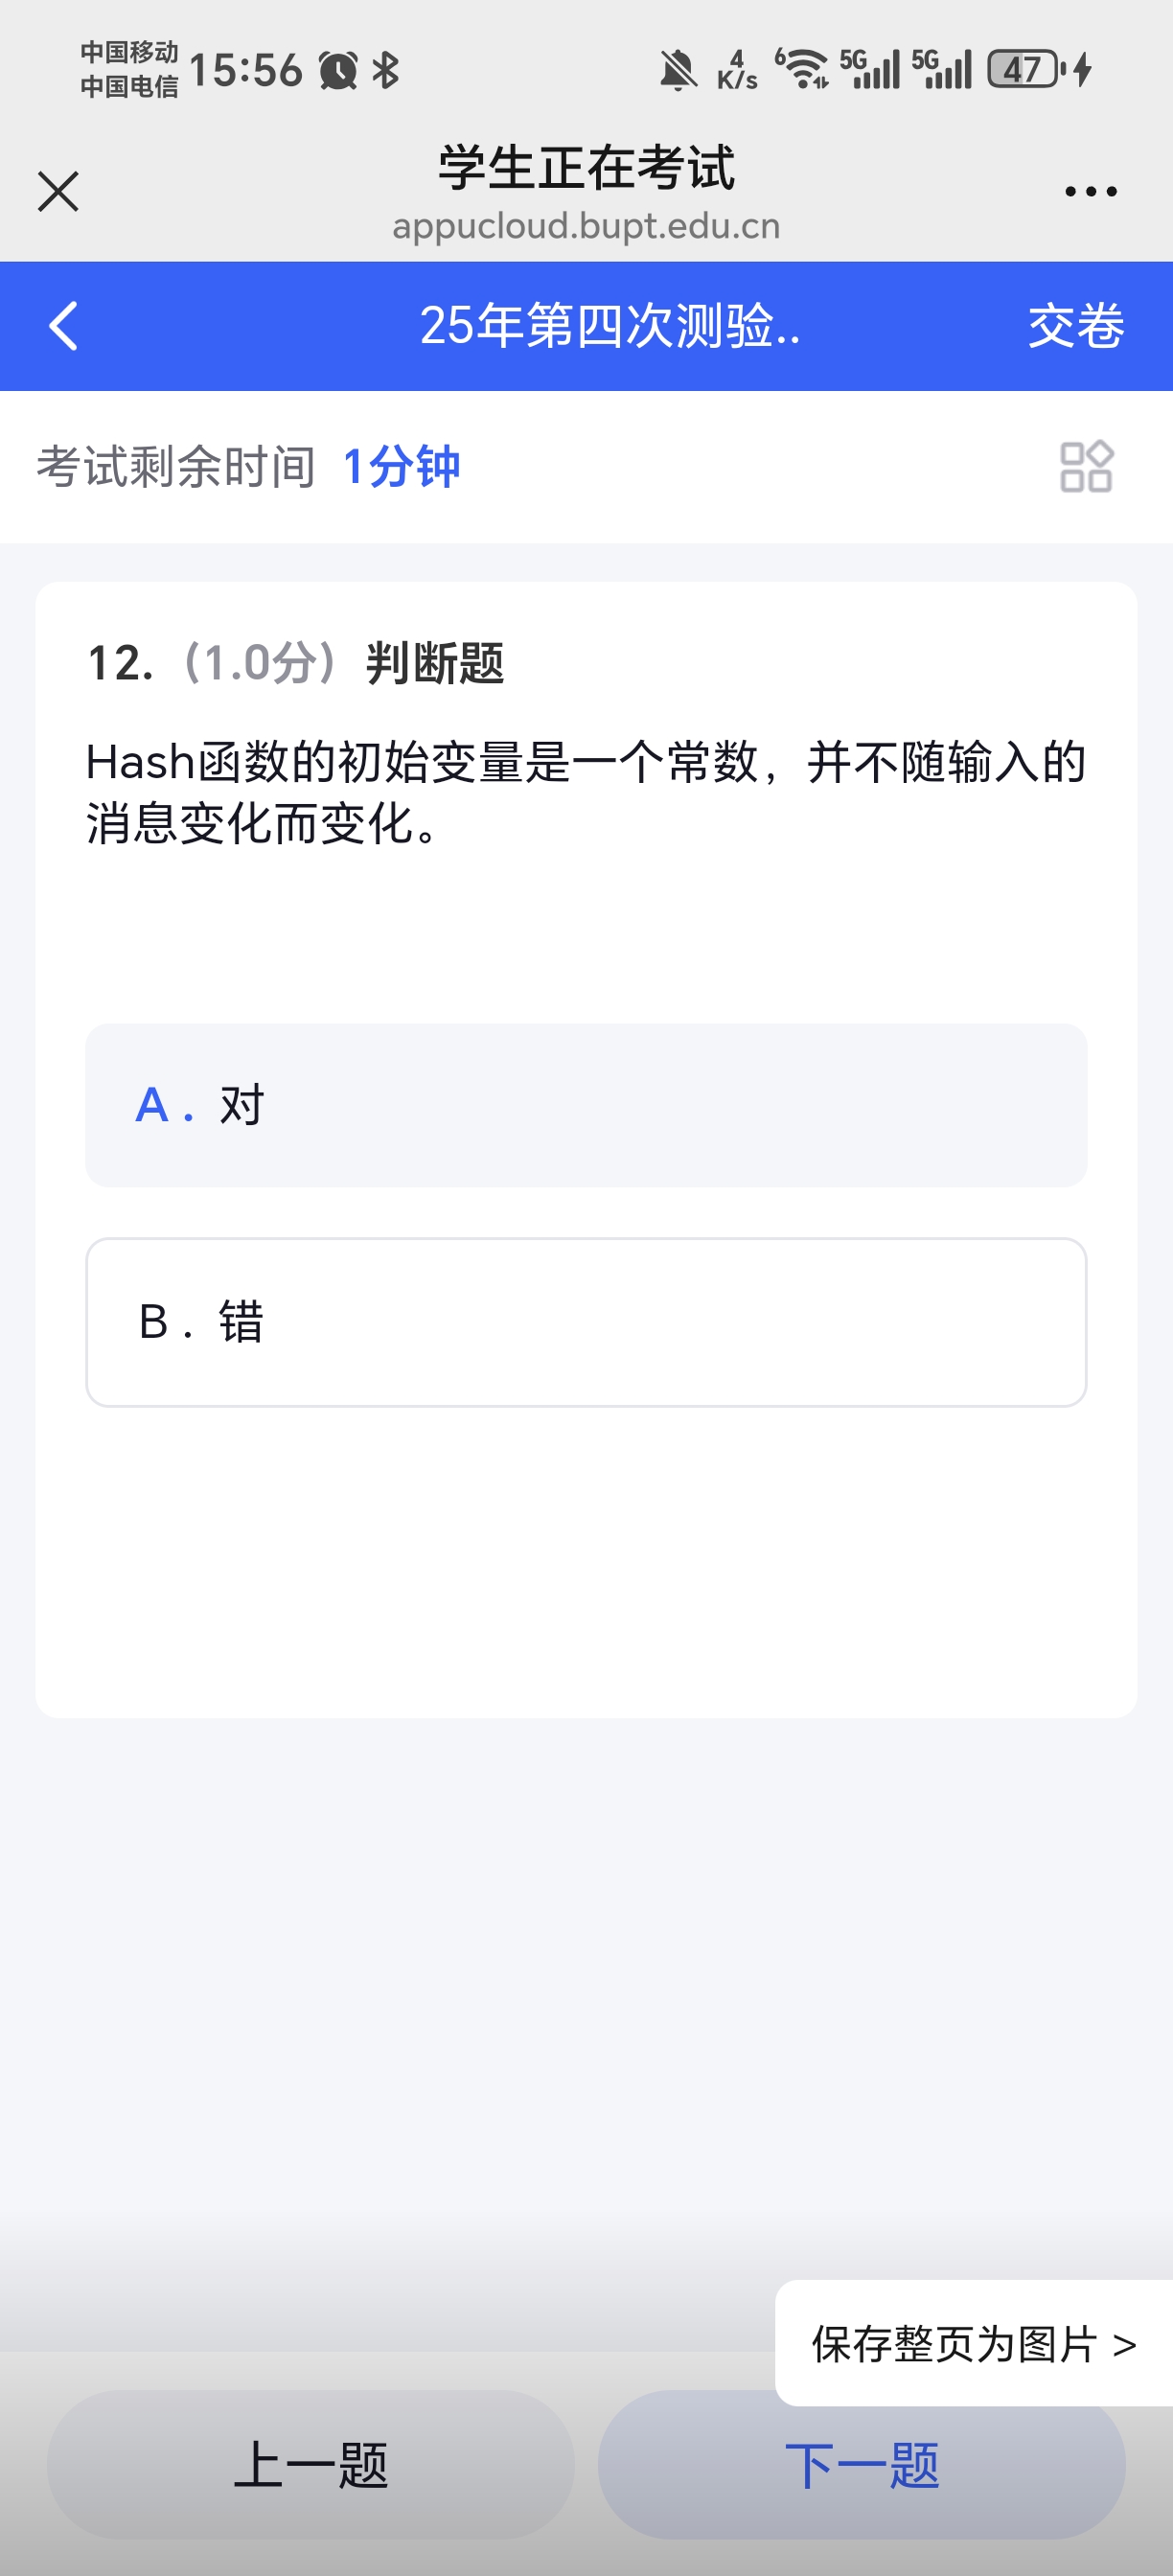 中国移动
中国电信
15:56
4
K/s
6
5G
5G
47
学生正在考试
appucloud.bupt.edu.cn
25年第四次测验..
交卷
考试剩余时间 1分钟
12. (1.0分) 判断题
Hash函数的初始变量是一个常数，并不随输入的
消息变化而变化。
A. 对
B. 错
保存整页为图片 >
上一题
下一题